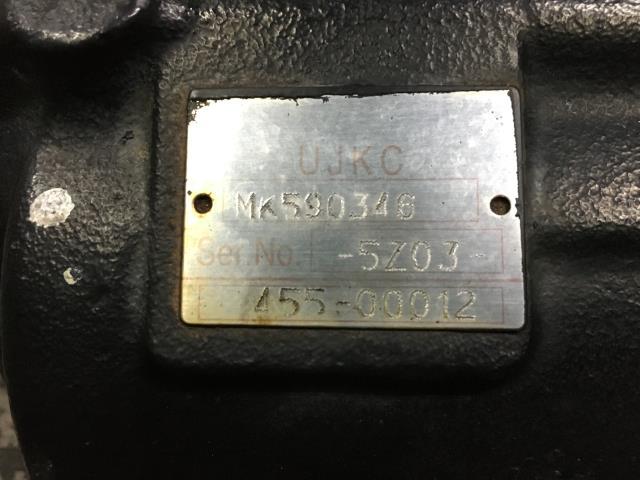 UJKC
MK590346
Ser.No. -5Z03-
455-00012